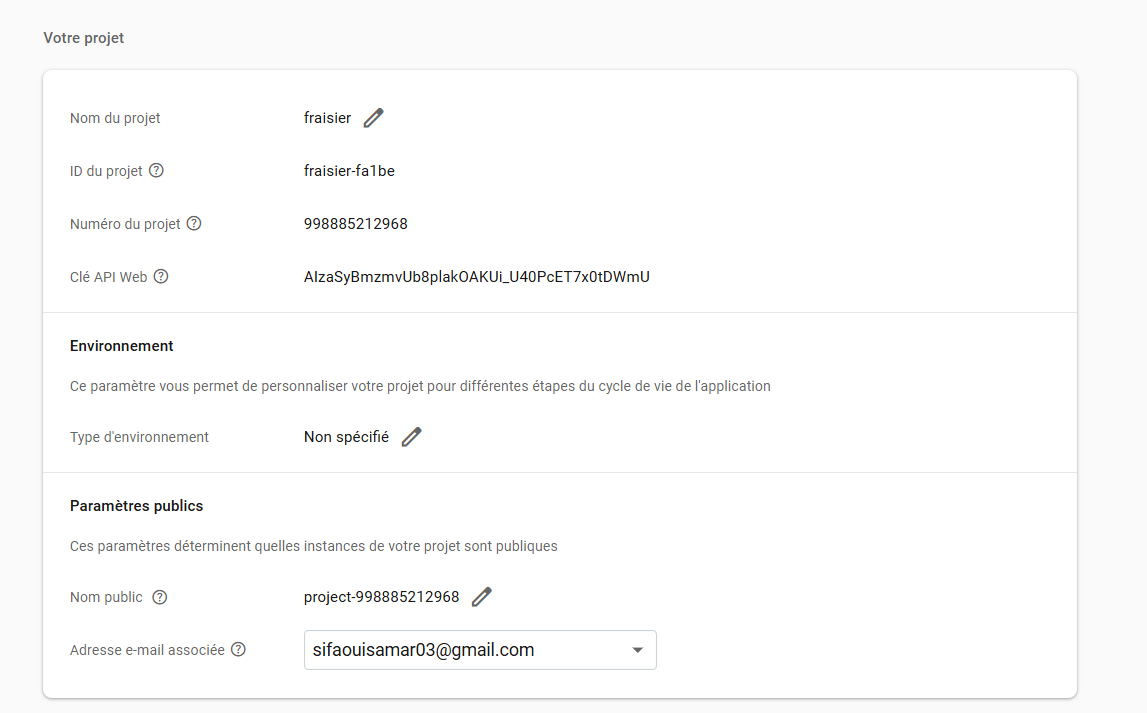 Votre projet
Nom du projet fraisier
ID du projet fraisier-fa1be
Numéro du projet 998885212968
Clé API Web AIzaSyBmzmvUb8plakOAKUi_U40PcET7x0tDWmU
Environnement
Ce paramètre vous permet de personnaliser votre projet pour différentes étapes du cycle de vie de l'application
Type d'environnement Non spécifié
Paramètres publics
Ces paramètres déterminent quelles instances de votre projet sont publiques
Nom public project-998885212968
Adresse e-mail associée sifaouisamar03@gmail.com